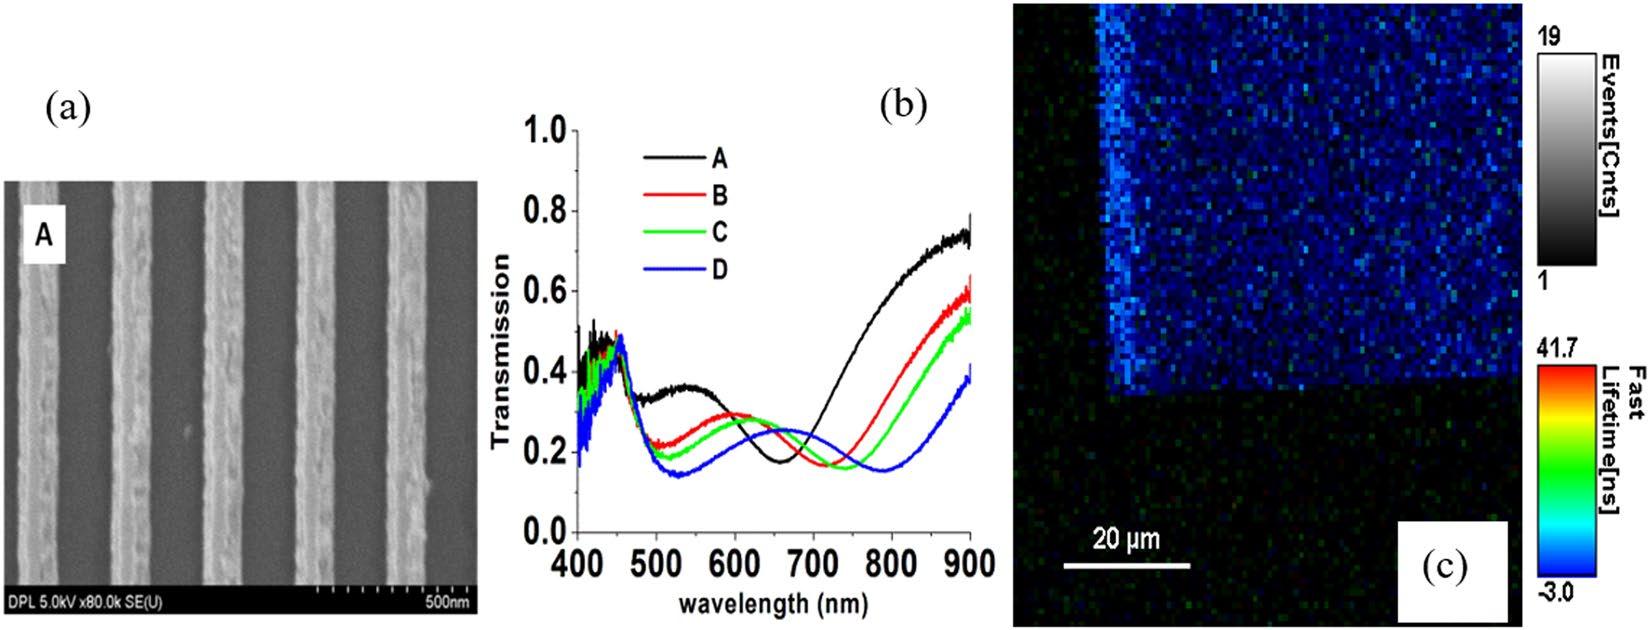 (a)
A
DPL 5.0kV x80.0k SE(U)
500nm
(b)
1.0
0.8
0.6
0.4
0.2
0.0
Transmission
A
B
C
D
400 500 600 700 800 900
wavelength (nm)
20 μm
(c)
19
Events[Cnts]
1
41.7
Fast
Lifetime[ns]
-3.0